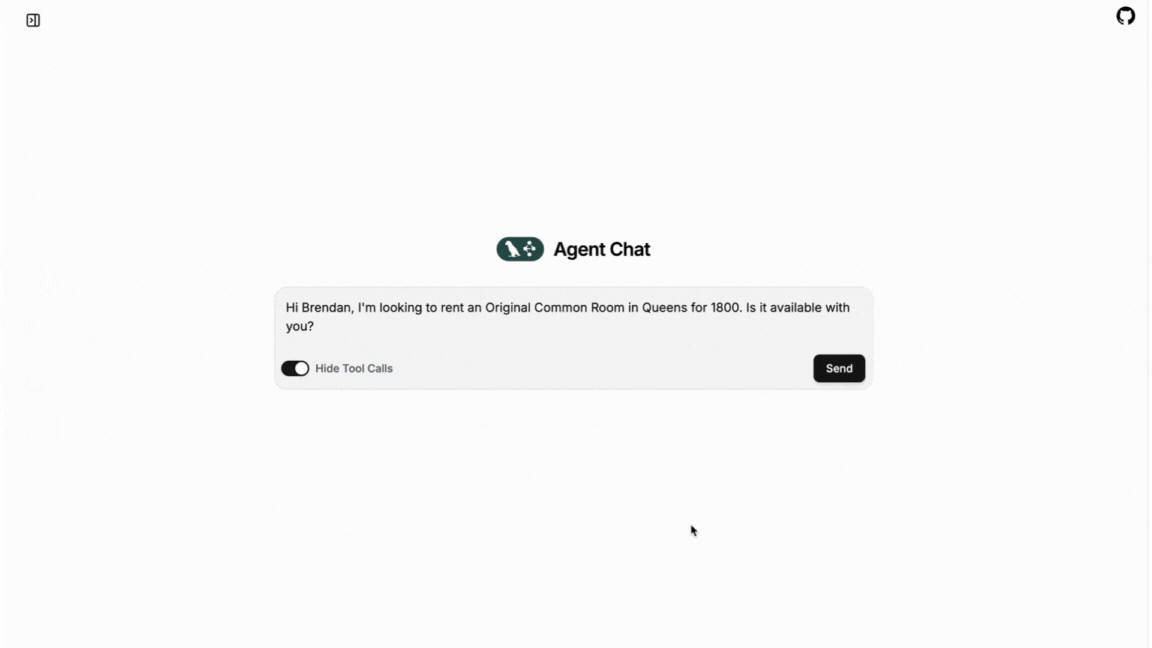 Agent Chat
Hi Brendan, I'm looking to rent an Original Common Room in Queens for 1800. Is it available with
you?
Hide Tool Calls
Send